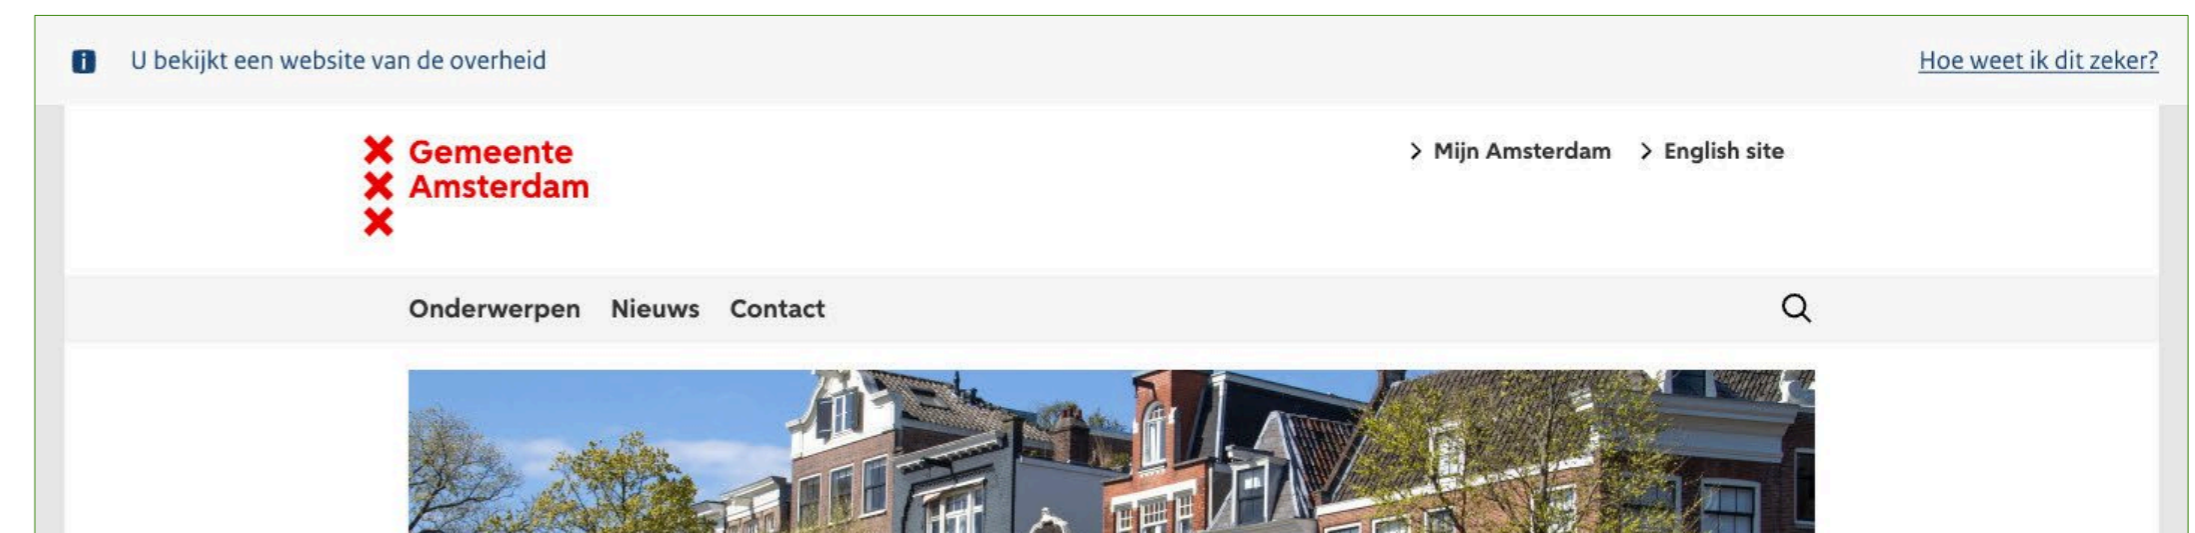 U bekijkt een website van de overheid
Hoe weet ik dit zeker?
Gemeente
Amsterdam
Mijn Amsterdam
English site
Onderwerpen Nieuws Contact